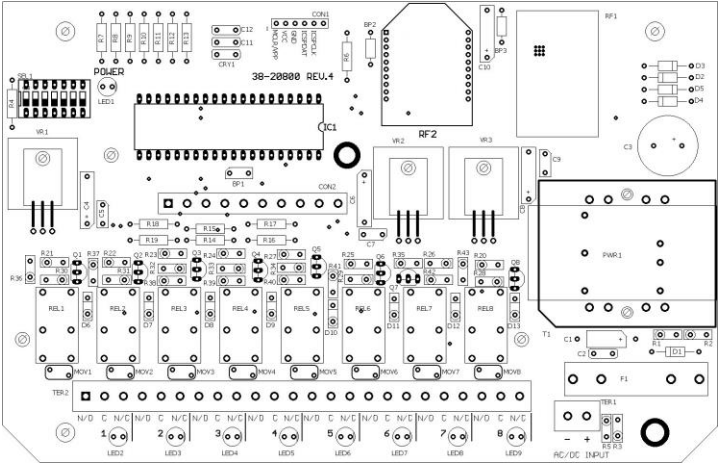 R7 R8 R9 R10 R11 R12 R13
C12
C11
CRY1
CON1
1
MCLR/VPP
VCC
GND
ICSPDAT
ICSPCLK
R6
BP2
C10
BP3
RF1
D3
D2
D5
D4
SEL1
POWER
LED1
R4
38-20800 REV.4
IC1
RF2
C3
VR1
VR2
VR3
BP1
CON2
C4
C5
C6
C7
C8
C9
R18
R15
R17
R19
R14
R16
PWR1
R36
R21
R30
Q1
R37
R22
R31
Q2
R23
R32
R38
Q3
R24
R33
R39
Q4
R27
R34
R40
Q5
R41
R25
R29
Q6
R35
Q7
R26
R42
R43
R20
R28
Q8
REL1 REL2 REL3 REL4 REL5 REL6 REL7 REL8
D6 D7 D8 D9 D10 D11 D12 D13
T1
C1
C2
R1
R2
D1
MOV1 MOV2 MOV3 MOV4 MOV5 MOV6 MOV7 MOV8
F1
TER2
N/O C N/C N/O C N/C N/O C N/C N/O C N/C N/O C N/C N/O C N/C N/O C N/C N/O C N/C
1 2 3 4 5 6 7 8
LED2 LED3 LED4 LED5 LED6 LED7 LED8 LED9
TER1
- +
R5 R3
AC/DC INPUT